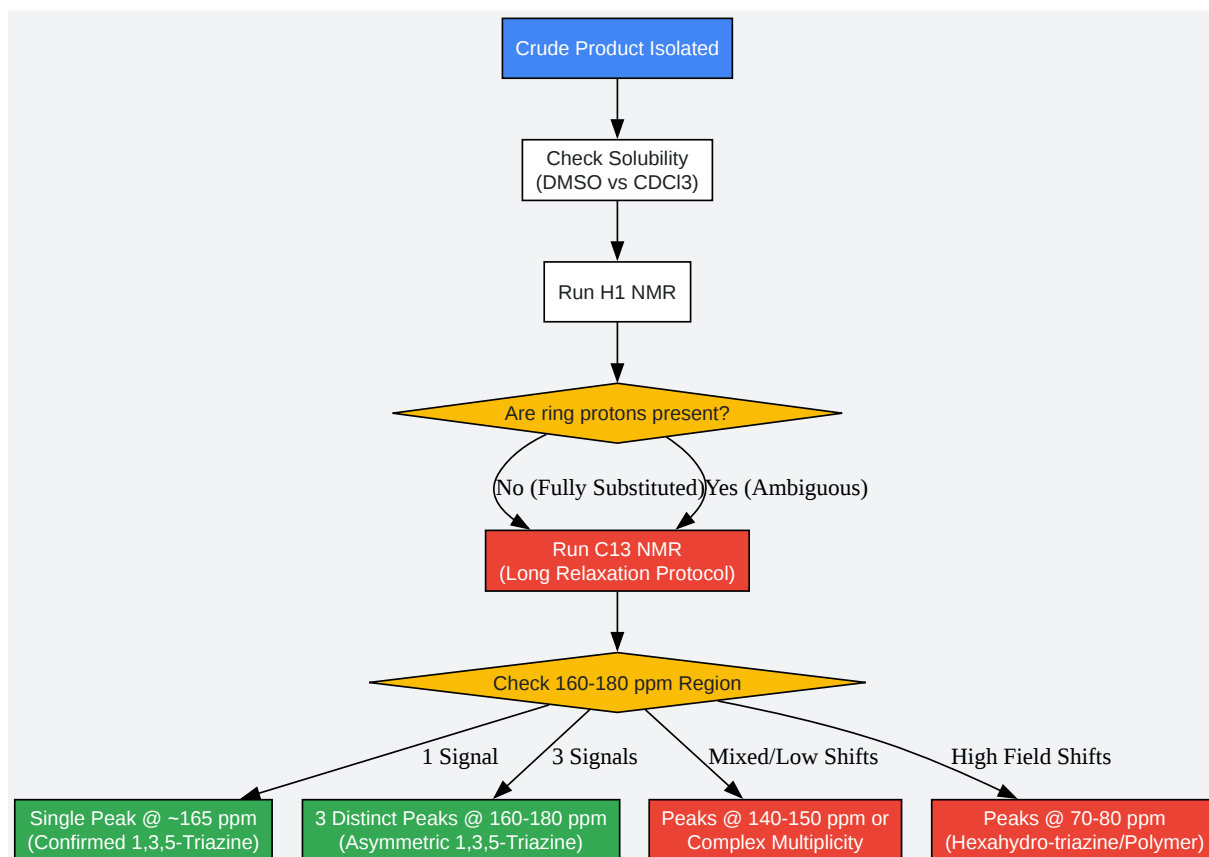 Crude Product Isolated
Check Solubility
(DMSO vs CDCl3)
Run H1 NMR
Are ring protons present?
No (Fully Substituted)
Yes (Ambiguous)
Run C13 NMR
(Long Relaxation Protocol)
Check 160-180 ppm Region
1 Signal
3 Signals
Mixed/Low Shifts
High Field Shifts
Single Peak @ ~165 ppm
(Confirmed 1,3,5-Triazine)
3 Distinct Peaks @ 160-180 ppm
(Asymmetric 1,3,5-Triazine)
Peaks @ 140-150 ppm or
Complex Multiplicity
Peaks @ 70-80 ppm
(Hexahydro-triazine/Polymer)